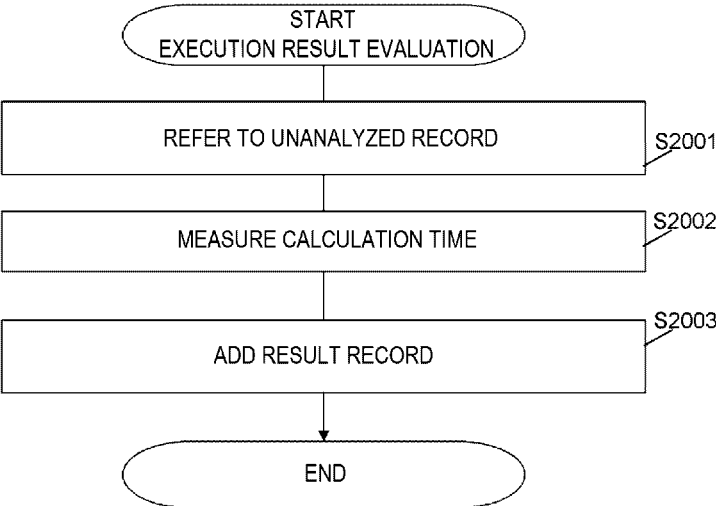 START
EXECUTION RESULT EVALUATION
REFER TO UNANALYZED RECORD
S2001
MEASURE CALCULATION TIME
S2002
ADD RESULT RECORD
S2003
END